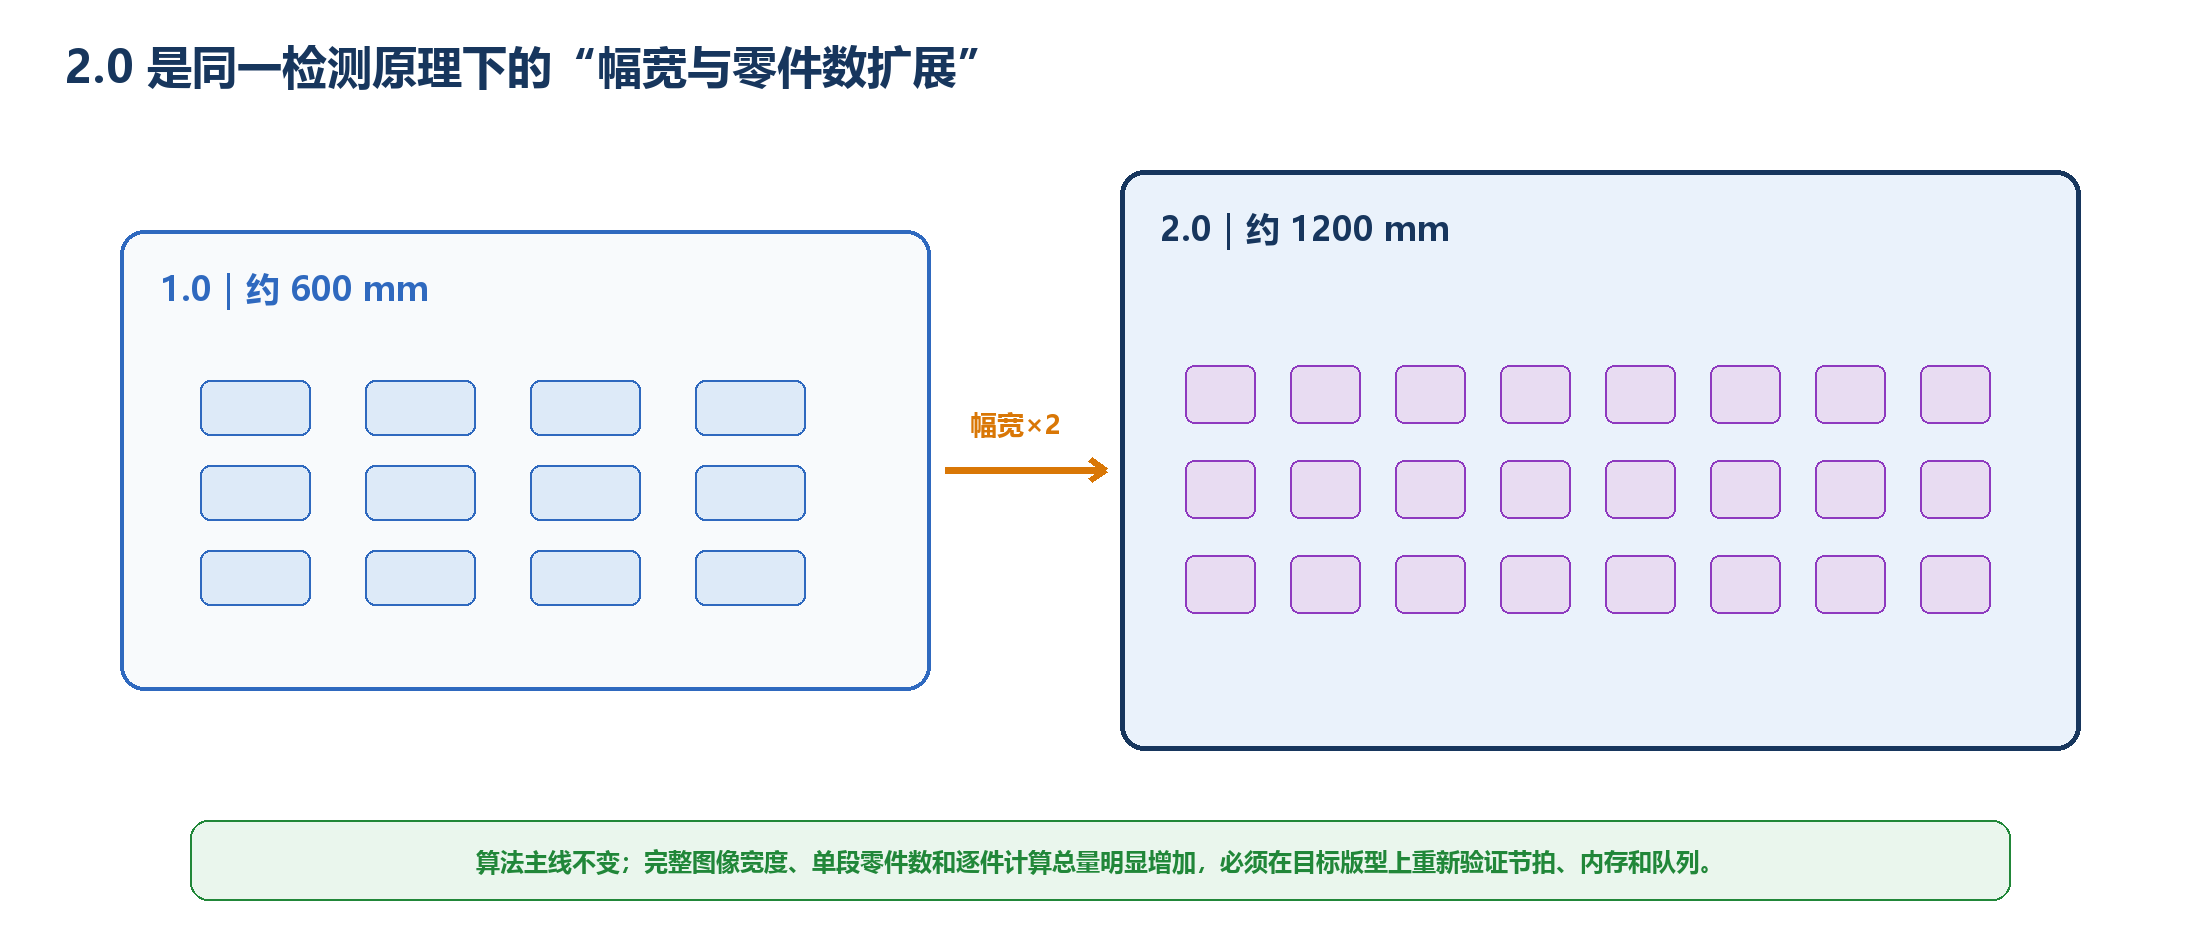 2.0 是同一检测原理下的“幅宽与零件数扩展”
1.0｜约 600 mm
2.0｜约 1200 mm
幅宽×2
算法主线不变；完整图像宽度、单段零件数和逐件计算总量明显增加，必须在目标版型上重新验证节拍、内存和队列。